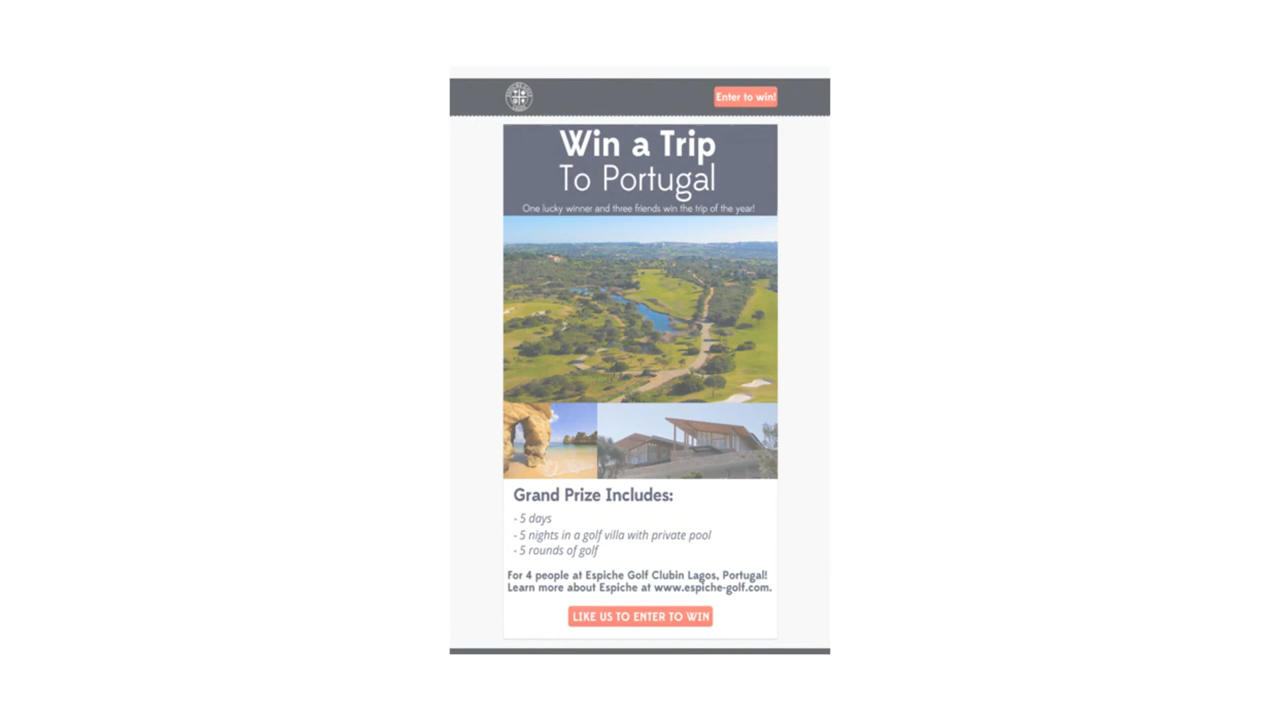 Enter to win!
Win a Trip
To Portugal
One lucky winner and three friends win the trip of the year!
Grand Prize Includes:
- 5 days
- 5 nights in a golf villa with private pool
- 5 rounds of golf
For 4 people at Espiche Golf Clubin Lagos, Portugal!
Learn more about Espiche at www.espiche-golf.com.
LIKE US TO ENTER TO WIN